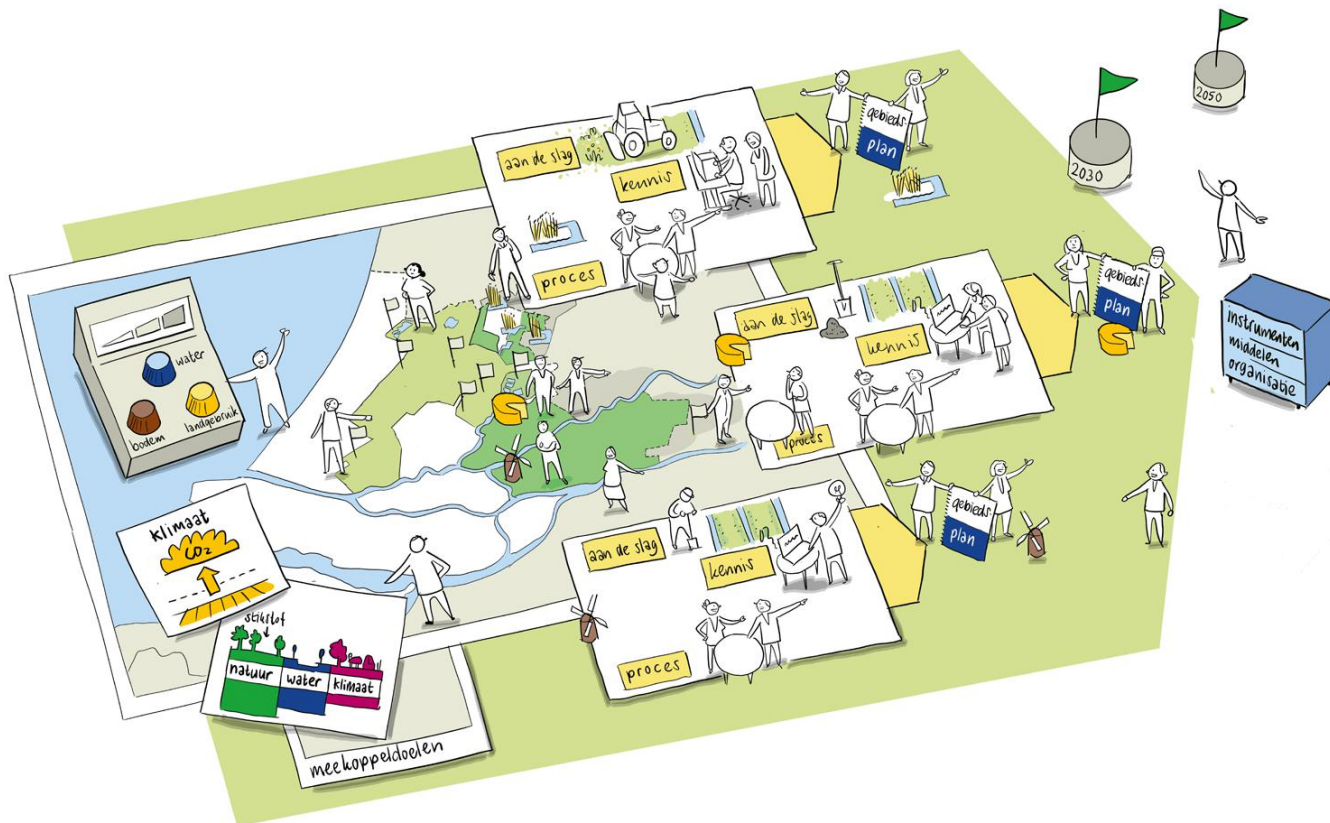 water
landgebruik
bodem
klimaat
CO2
stikstof
natuur
water
klimaat
meekoppeldoelen
aan de slag
kennis
proces
aan de slag
kennis
proces
aan de slag
kennis
proces
gebieds
plan
gebieds
plan
gebieds
plan
2030
2050
instrumenten
middelen
organisatie